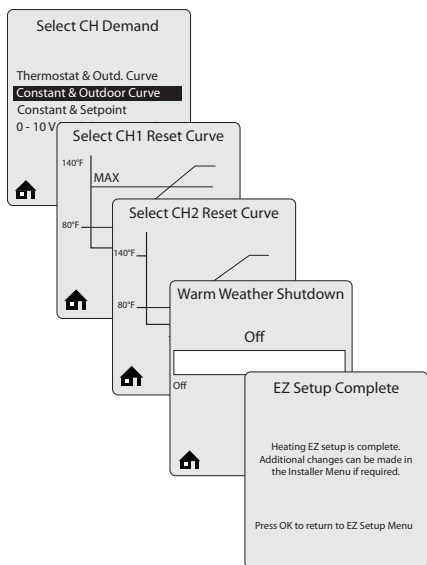 Select CH Demand
Thermostat & Outd. Curve
Constant & Outdoor Curve
Constant & Setpoint
0 - 10 V
Select CH1 Reset Curve
140°F
MAX
80°F
Select CH2 Reset Curve
140°F
80°F
Warm Weather Shutdown
Off
Off
EZ Setup Complete
Heating EZ setup is complete.
Additional changes can be made in
the Installer Menu if required.
Press OK to return to EZ Setup Menu